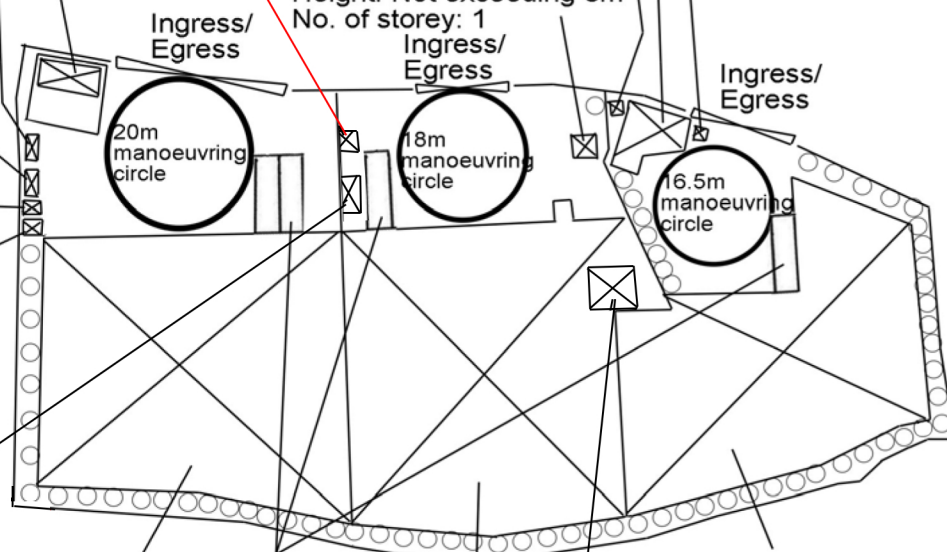 Height: Not exceeding 6m
No. of storey: 1
Ingress/
Egress
Ingress/
Egress
Ingress/
Egress
20m
manoeuvring
circle
18m
manoeuvring
circle
16.5m
manoeuvring
circle